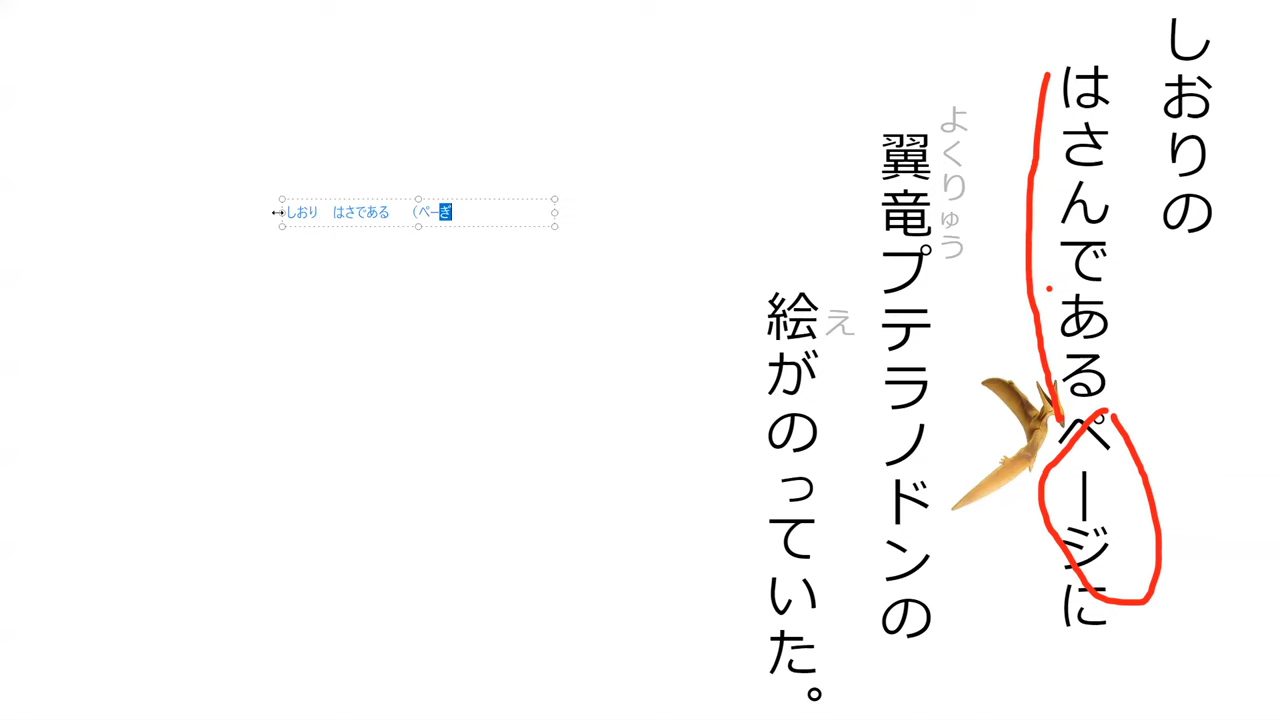 しおりの
はさんであるページに
よくりゅう
翼竜プテラノドンの
え
絵がのっていた。
しおり　はさである　（ぺーぎ